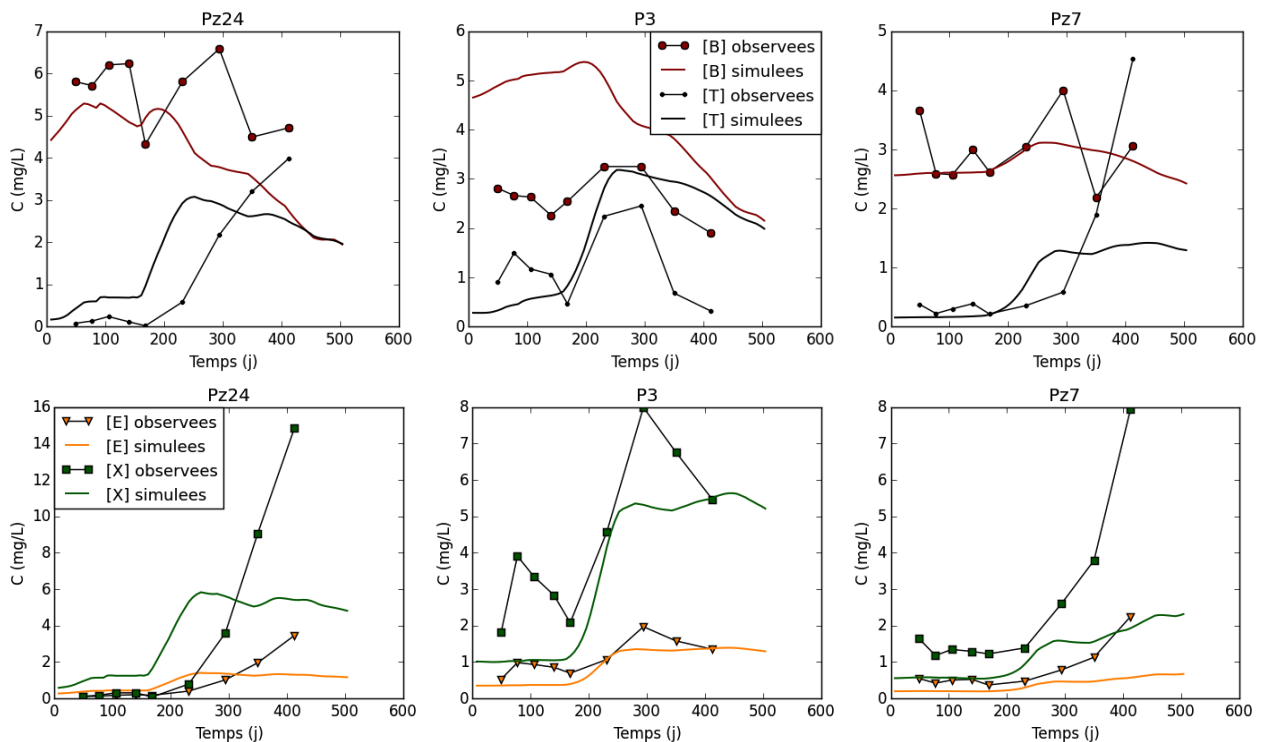 Pz24
7
6
5
4
3
2
1
0
C (mg/L)
0 100 200 300 400 500 600
Temps (j)
P3
6
5
4
3
2
1
0
C (mg/L)
[B] observees
[B] simulees
[T] observees
[T] simulees
0 100 200 300 400 500 600
Temps (j)
Pz7
5
4
3
2
1
0
C (mg/L)
0 100 200 300 400 500 600
Temps (j)
Pz24
16
14
12
10
8
6
4
2
0
C (mg/L)
[E] observees
[E] simulees
[X] observees
[X] simulees
0 100 200 300 400 500 600
Temps (j)
P3
8
7
6
5
4
3
2
1
0
C (mg/L)
0 100 200 300 400 500 600
Temps (j)
Pz7
8
7
6
5
4
3
2
1
0
C (mg/L)
0 100 200 300 400 500 600
Temps (j)